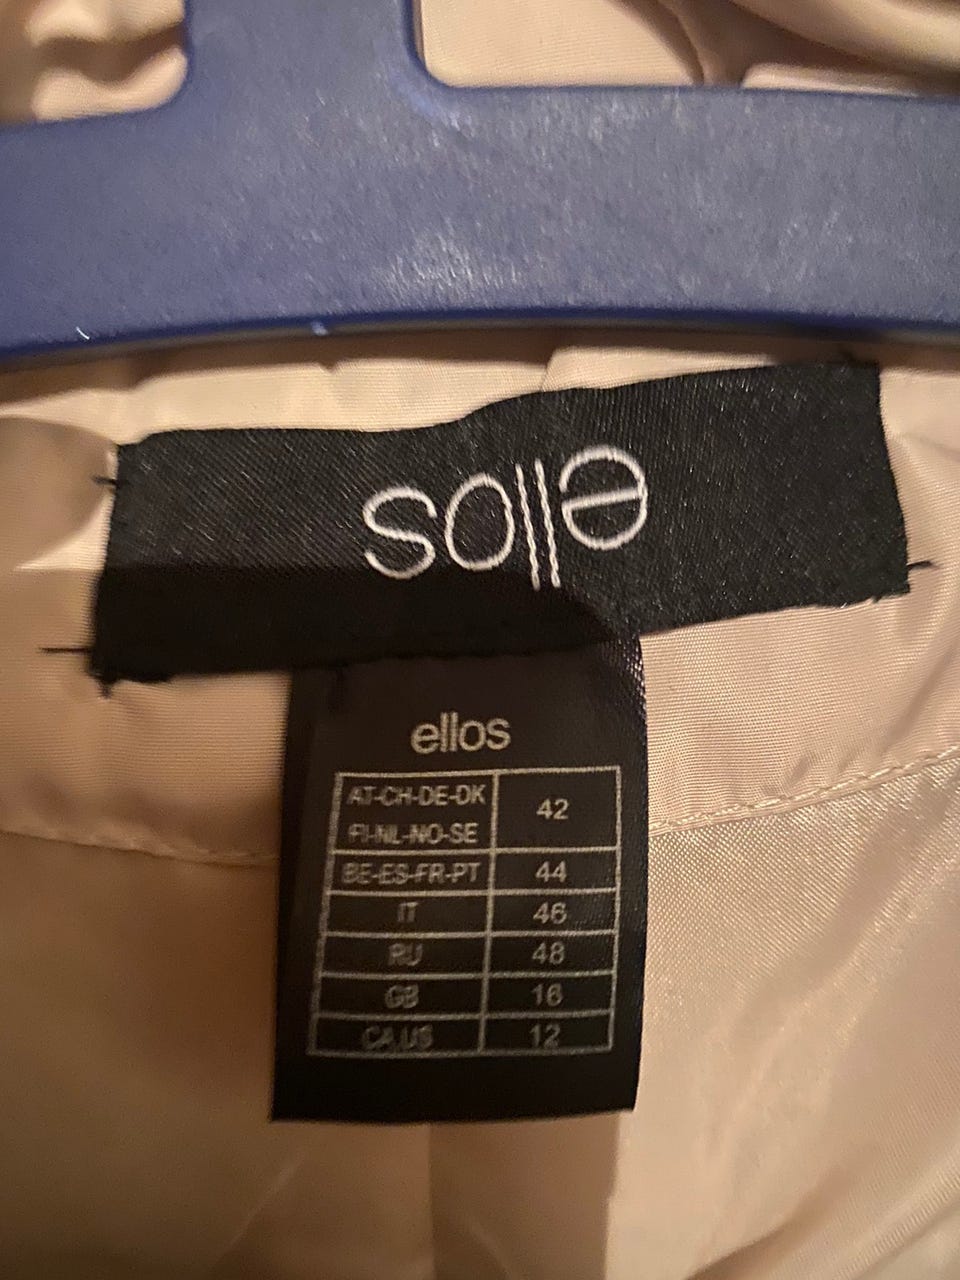 ellos
ellos
AT-CH-DE-DK
FI-NL-NO-SE 42
BE-ES-FR-PT 44
IT 46
RU 48
GB 16
CA,US 12